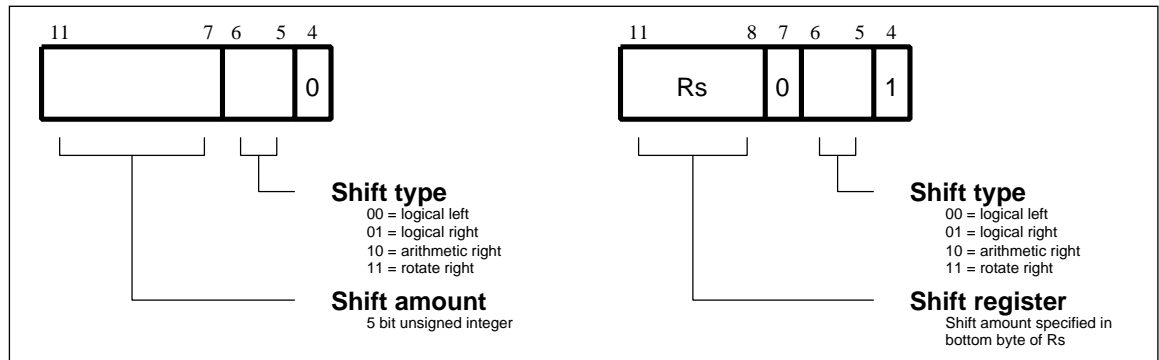 11 7 6 5 4
0
Shift type
00 = logical left
01 = logical right
10 = arithmetic right
11 = rotate right
Shift amount
5 bit unsigned integer
11 8 7 6 5 4
Rs 0 1
Shift type
00 = logical left
01 = logical right
10 = arithmetic right
11 = rotate right
Shift register
Shift amount specified in
bottom byte of Rs